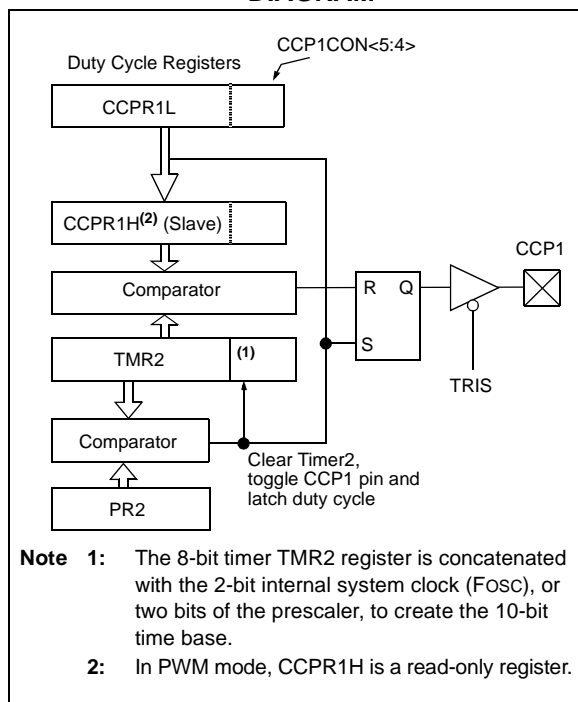 CCP1CON<5:4>
Duty Cycle Registers
CCPR1L
CCPR1H(2) (Slave)
CCP1
Comparator
R Q
TMR2
(1)
S
TRIS
Comparator
Clear Timer2,
toggle CCP1 pin and
latch duty cycle
PR2
Note 1: The 8-bit timer TMR2 register is concatenated
with the 2-bit internal system clock (FOSC), or
two bits of the prescaler, to create the 10-bit
time base.
2: In PWM mode, CCPR1H is a read-only register.